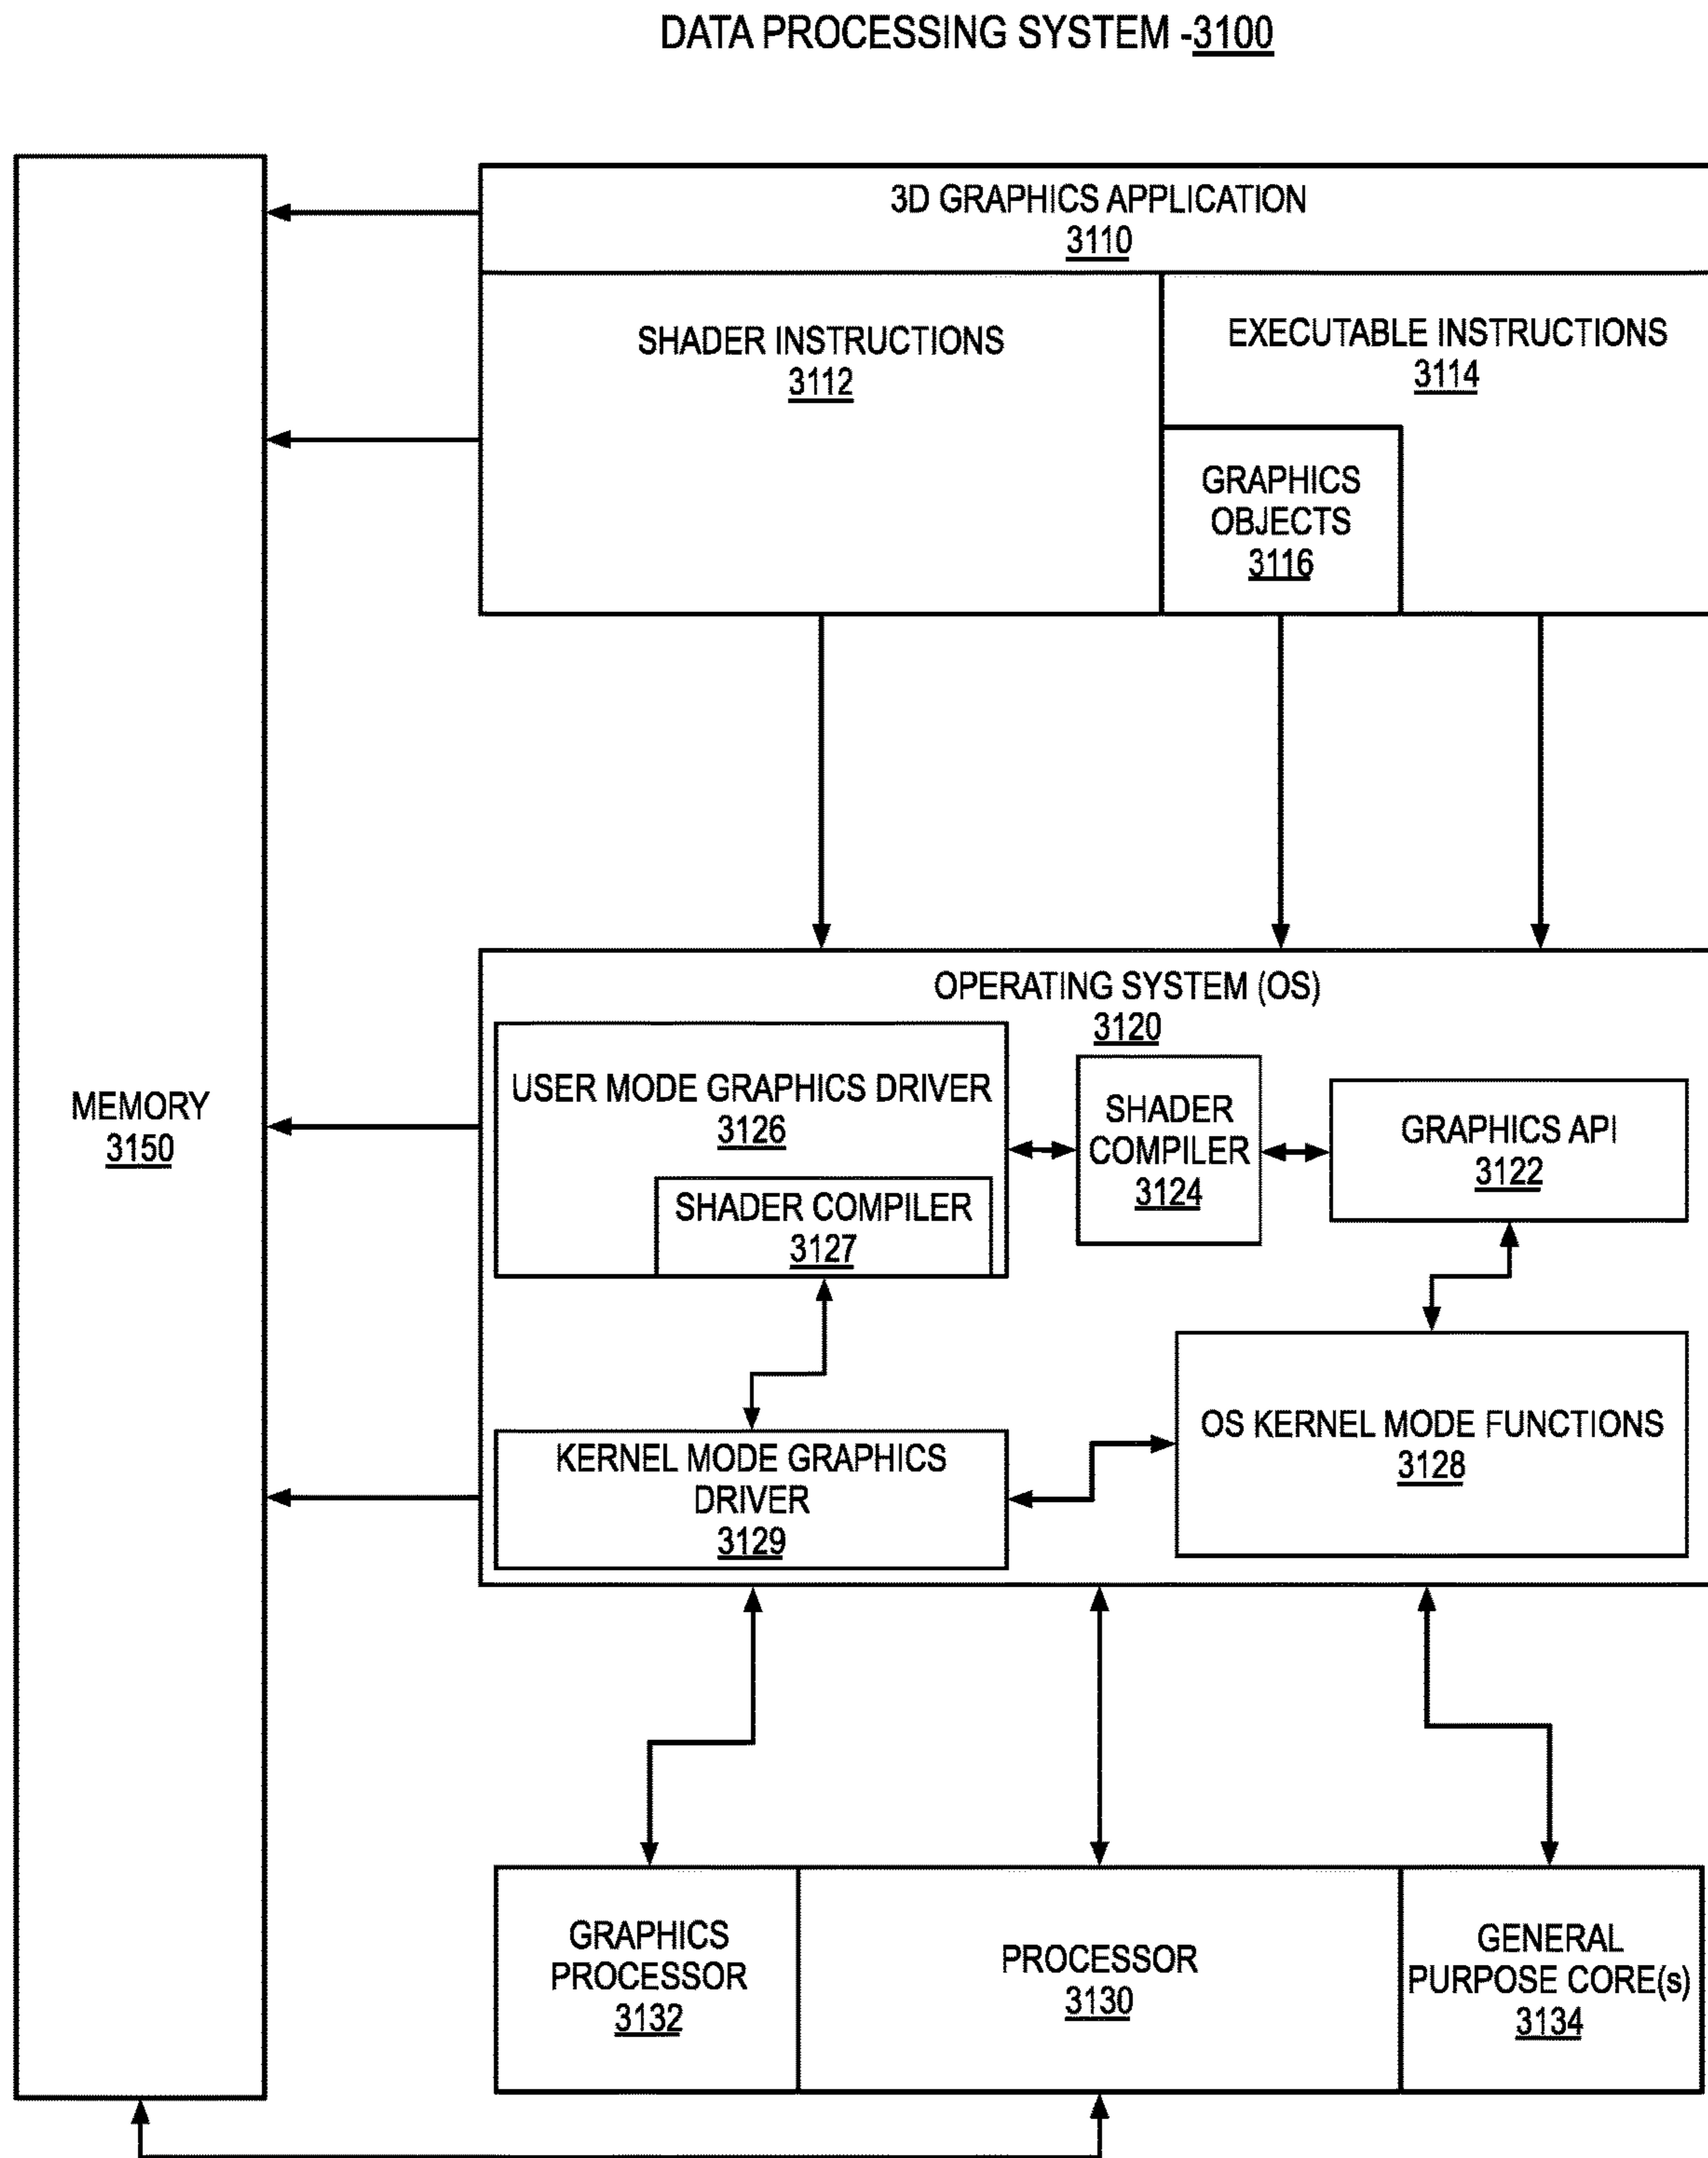 DATA PROCESSING SYSTEM -3100
3D GRAPHICS APPLICATION
3110
SHADER INSTRUCTIONS
3112
EXECUTABLE INSTRUCTIONS
3114
GRAPHICS
OBJECTS
3116
MEMORY
3150
OPERATING SYSTEM (OS)
3120
USER MODE GRAPHICS DRIVER
3126
SHADER COMPILER
3127
SHADER
COMPILER
3124
GRAPHICS API
3122
KERNEL MODE GRAPHICS
DRIVER
3129
OS KERNEL MODE FUNCTIONS
3128
GRAPHICS
PROCESSOR
3132
PROCESSOR
3130
GENERAL
PURPOSE CORE(s)
3134